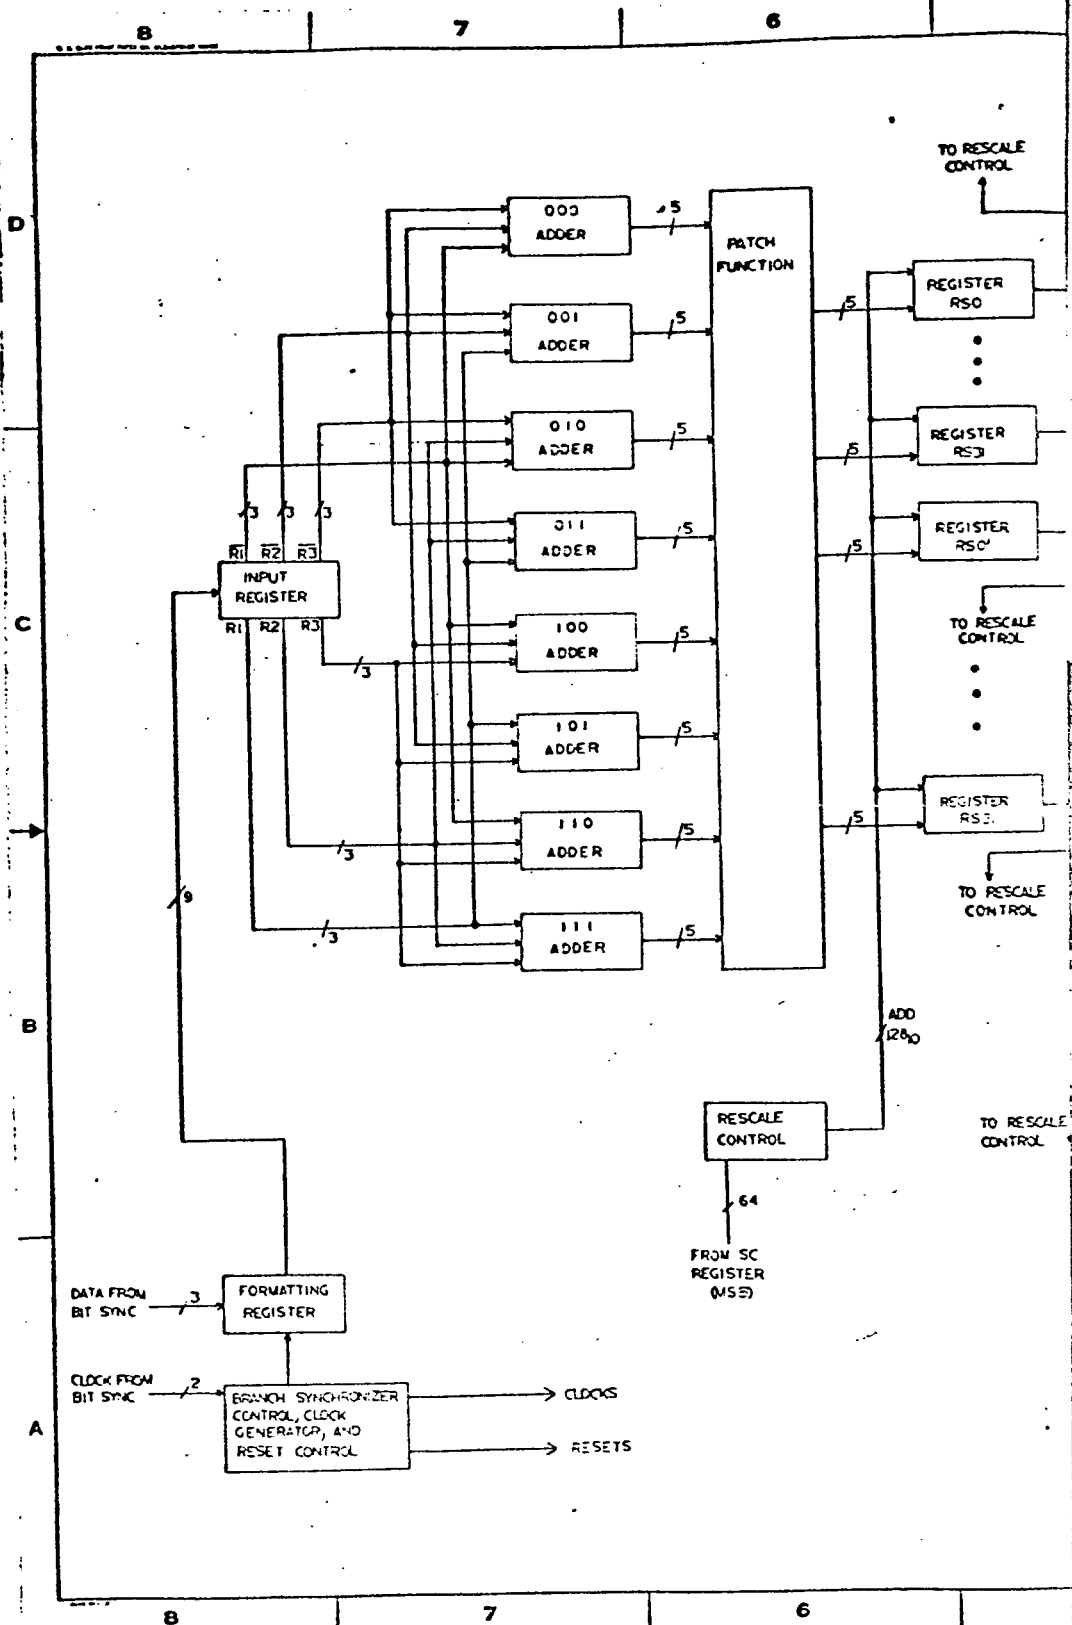 8 7 6
TO RESCALE
CONTROL
D
000
ADDER
5
PATCH
FUNCTION
REGISTER
RS0
5
001
ADDER
5
010
ADDER
5
REGISTER
RS31
5
3 3 3
R1 R2 R3
INPUT
REGISTER
R1 R2 R3
011
ADDER
5
REGISTER
RS0'
5
C
100
ADDER
5
3
TO RESCALE
CONTROL
101
ADDER
5
110
ADDER
5
3
REGISTER
5
9
3
111
ADDER
5
TO RESCALE
CONTROL
B
ADD
128₁₀
RESCALE
CONTROL
TO RESCALE
CONTROL
64
FROM SC
REGISTER
(MSB)
DATA FROM
BIT SYNC
3
FORMATTING
REGISTER
CLOCK FROM
BIT SYNC
2
BRANCH SYNCHRONIZER
CONTROL, CLOCK
GENERATOR, AND
RESET CONTROL
CLOCKS
RESETS
A
8 7 6